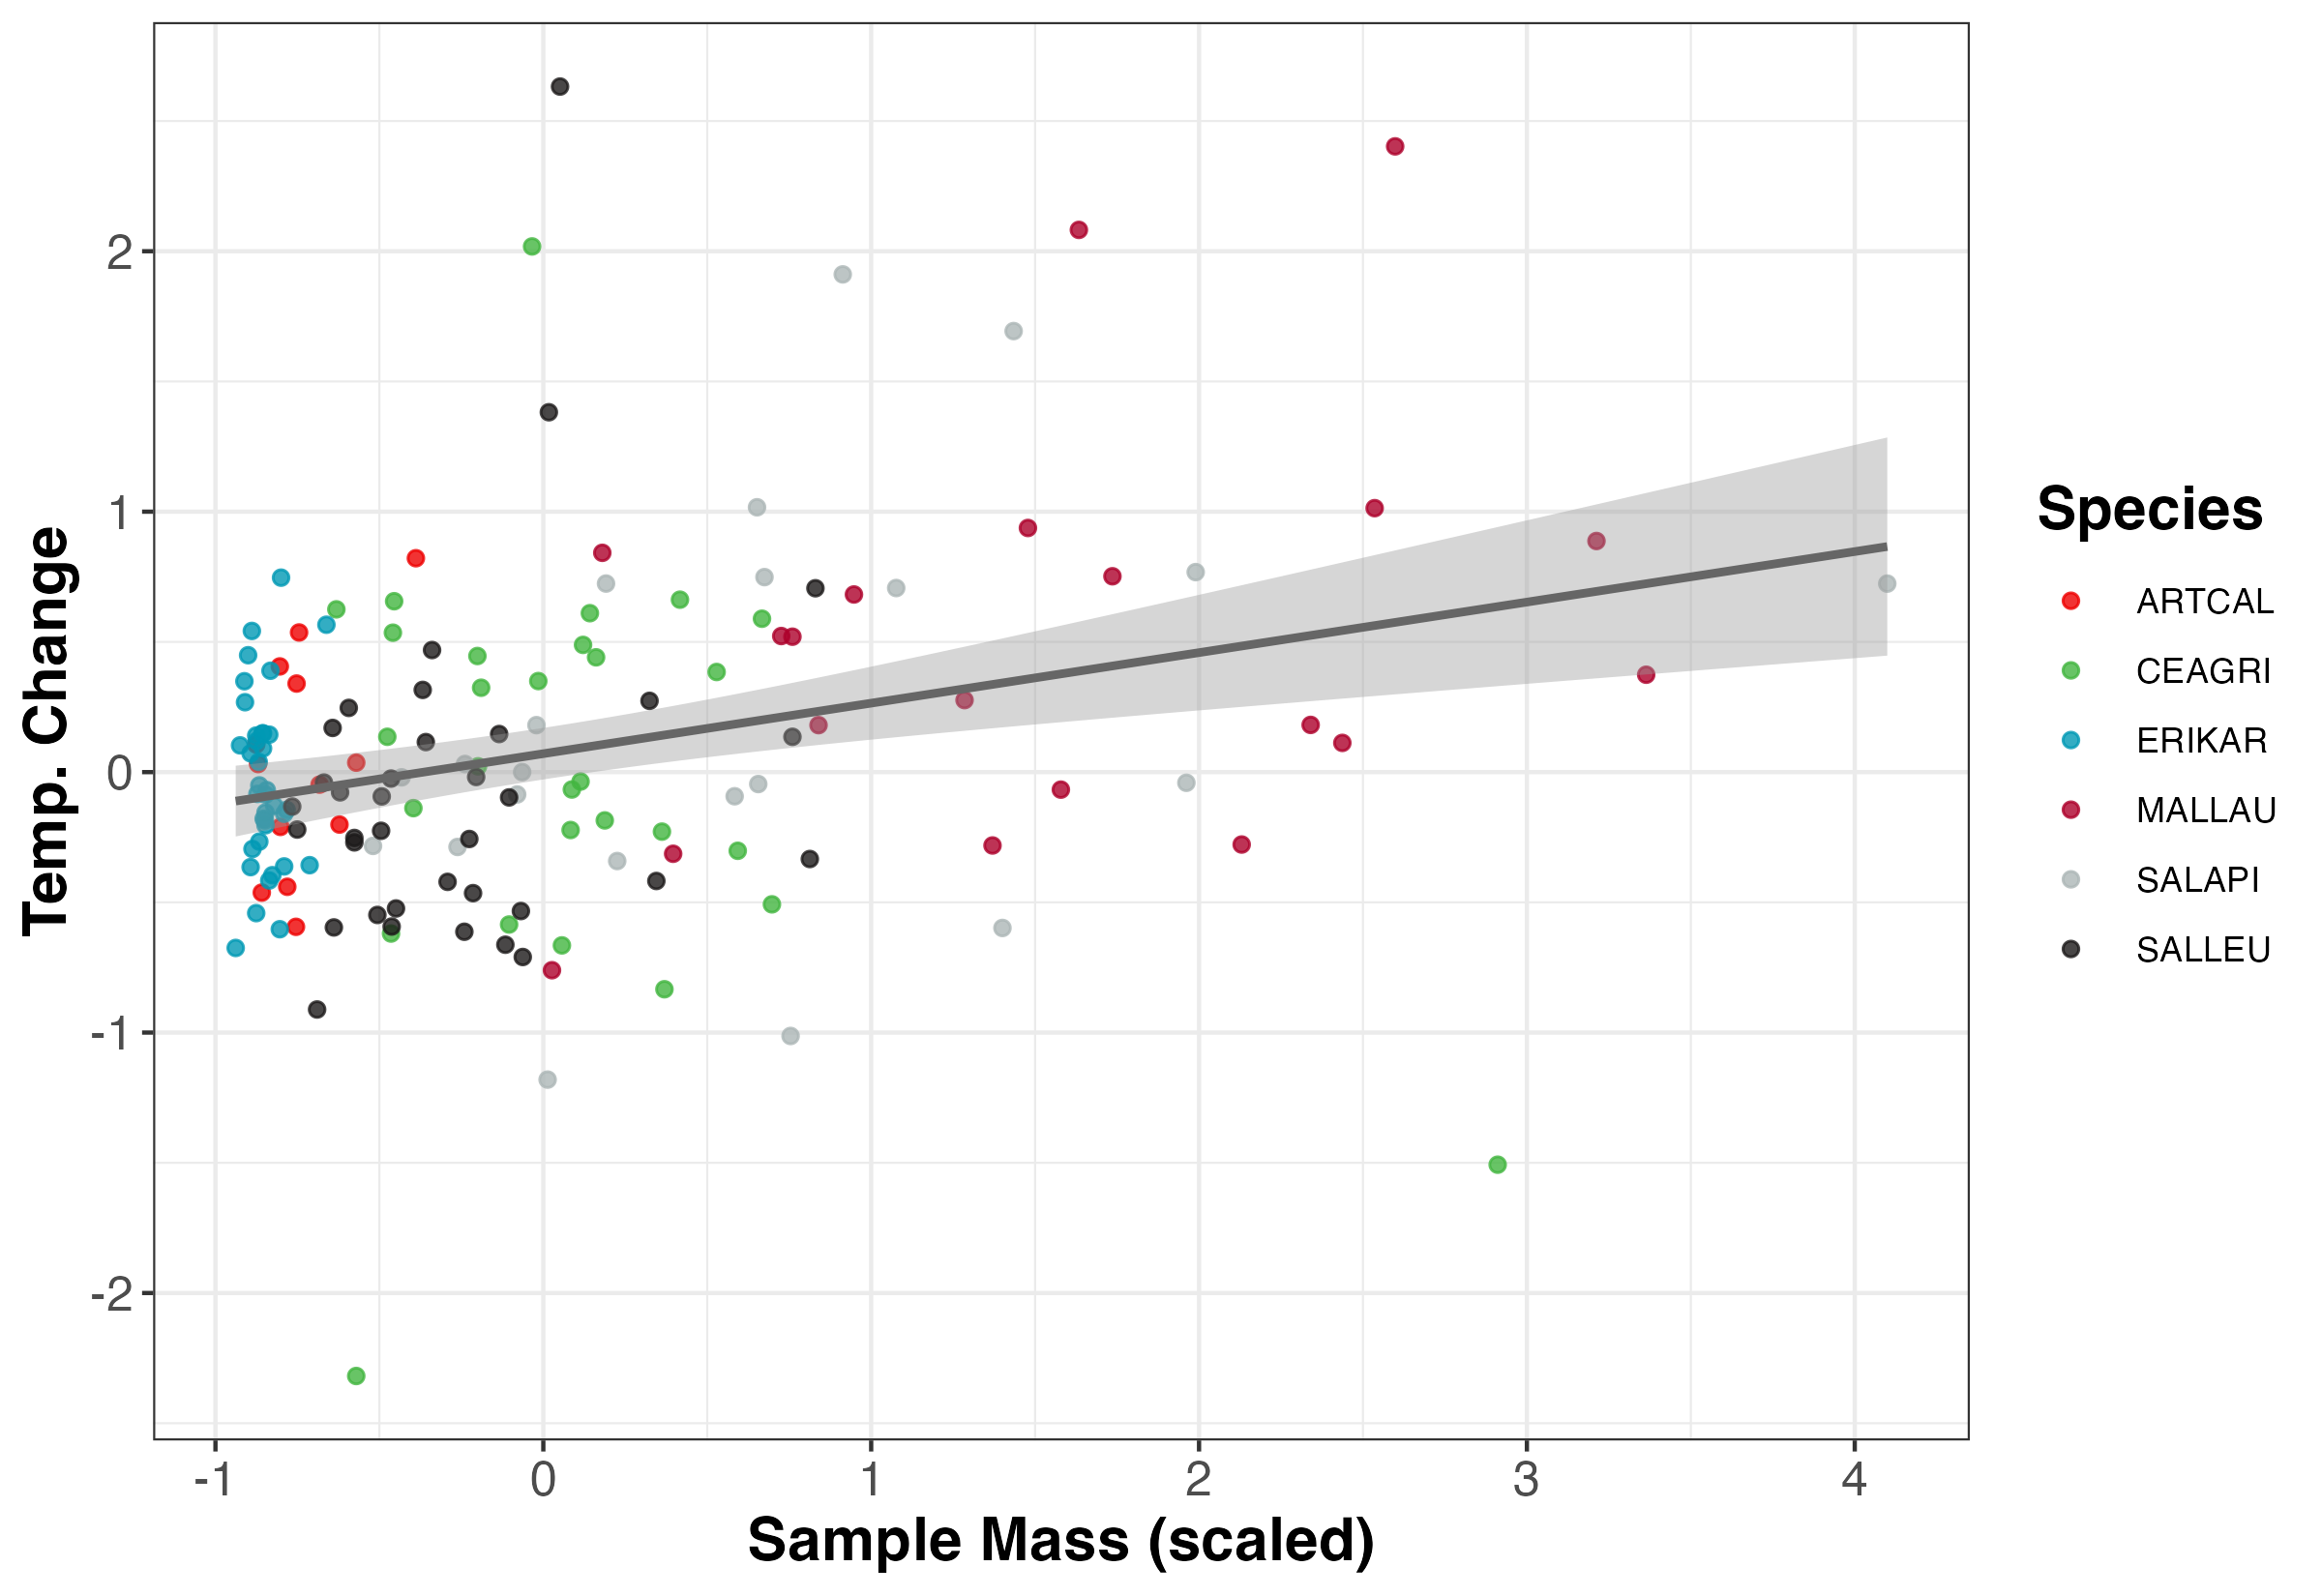 Temp. Change
2
1
0
-1
-2
-1 0 1 2 3 4
Sample Mass (scaled)
Species
ARTCAL
CEAGRI
ERIKAR
MALLAU
SALAPI
SALLEU